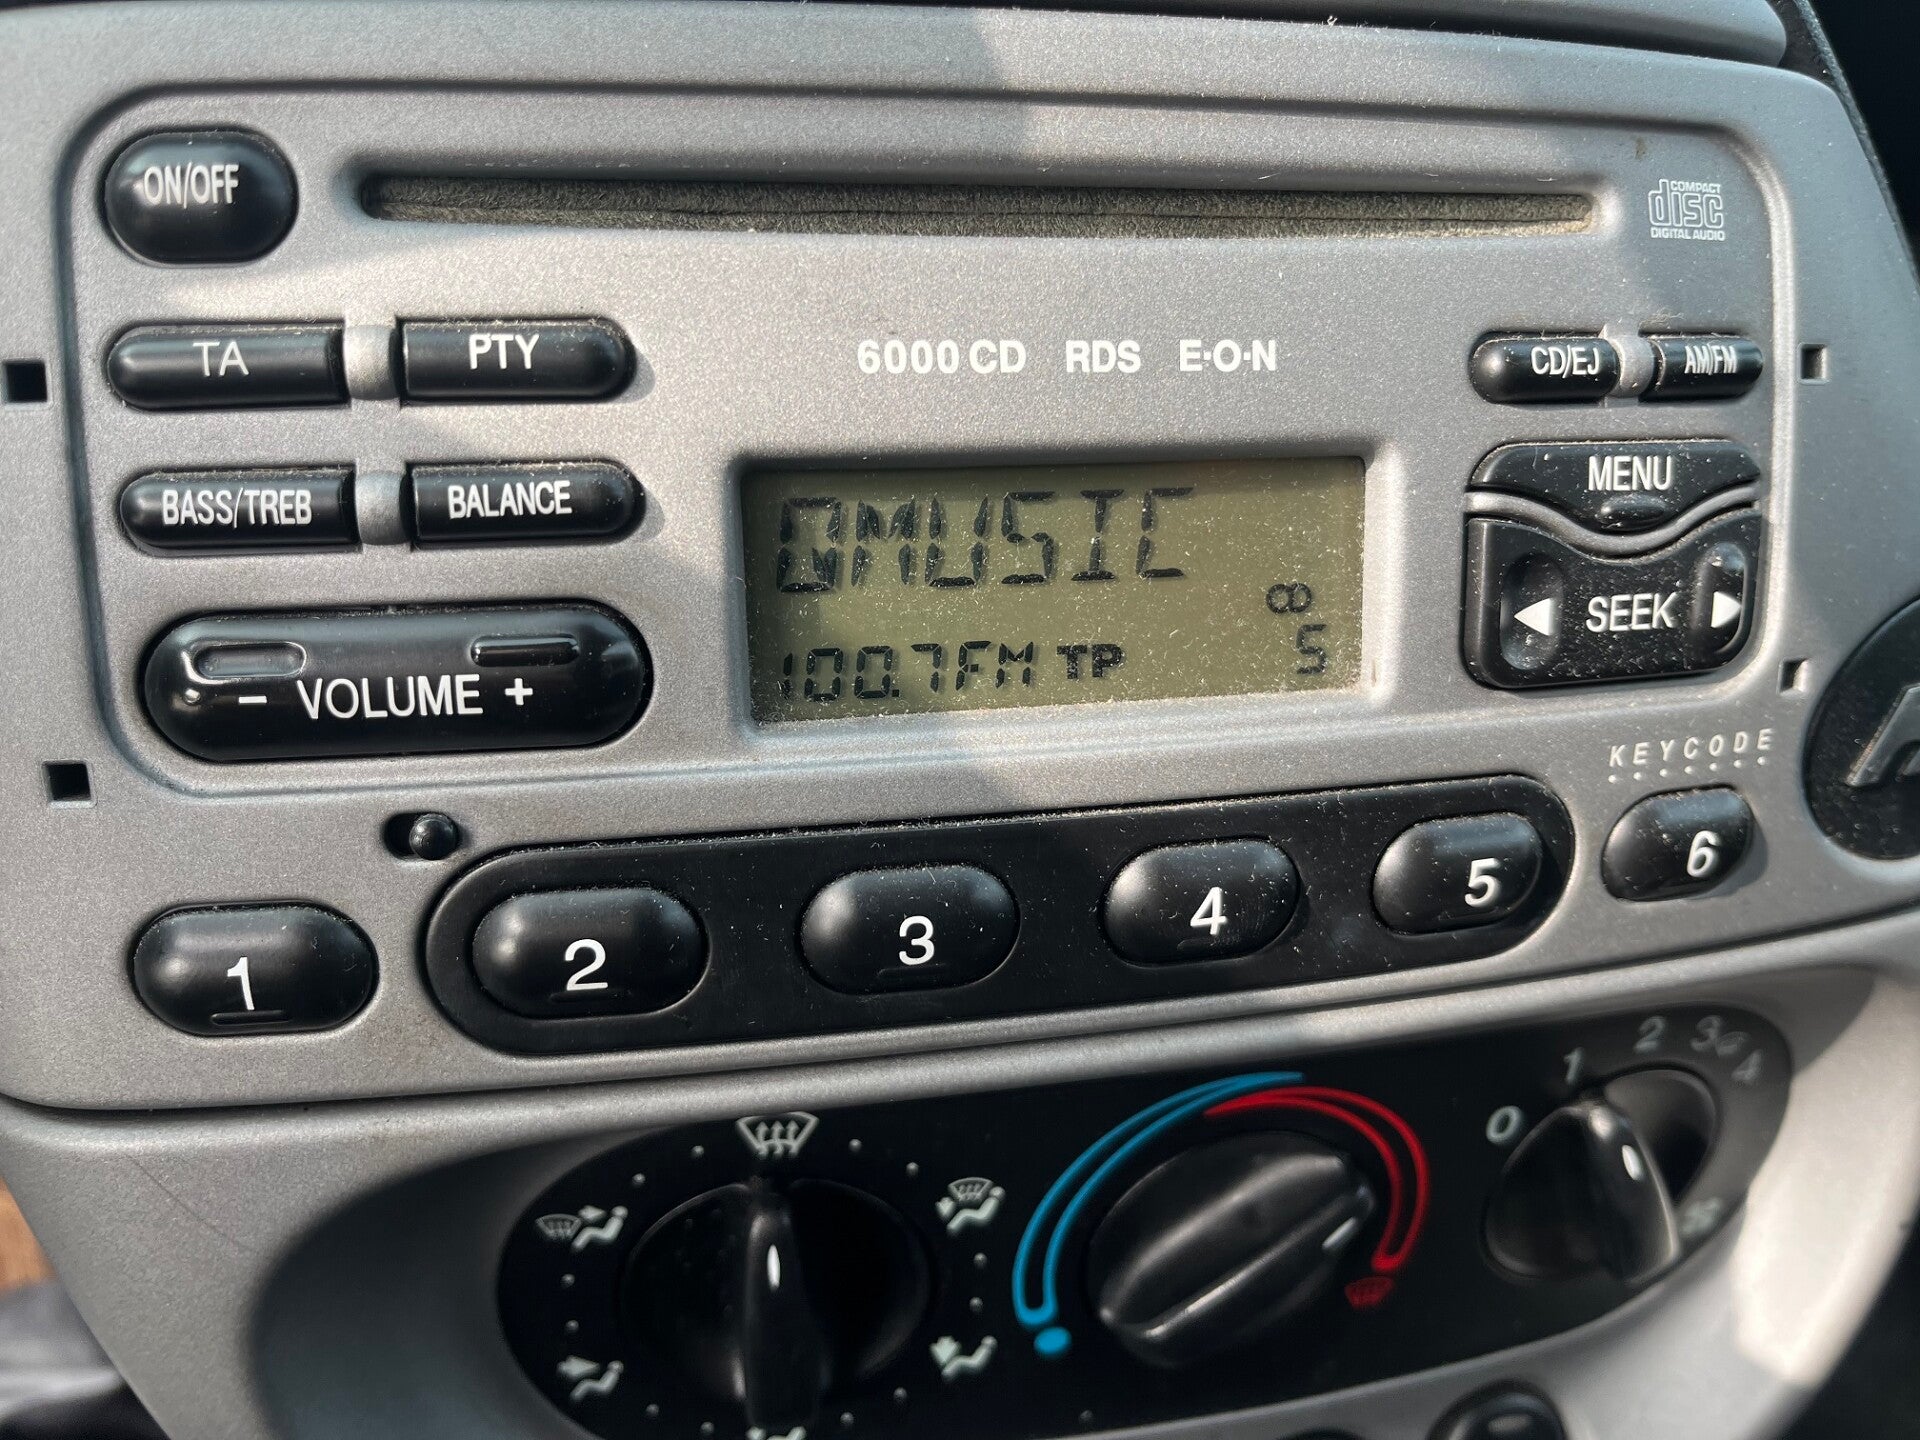 ON/OFF
COMPACT
disc
DIGITAL AUDIO
TA
PTY
6000 CD RDS E·O·N
CD/EJ
AM/FM
BASS/TREB
BALANCE
QMUSIC
MENU
SEEK
- VOLUME +
100.7FM TP
5
KEYCODE
1
2
3
4
5
6
0
1
2
3
4